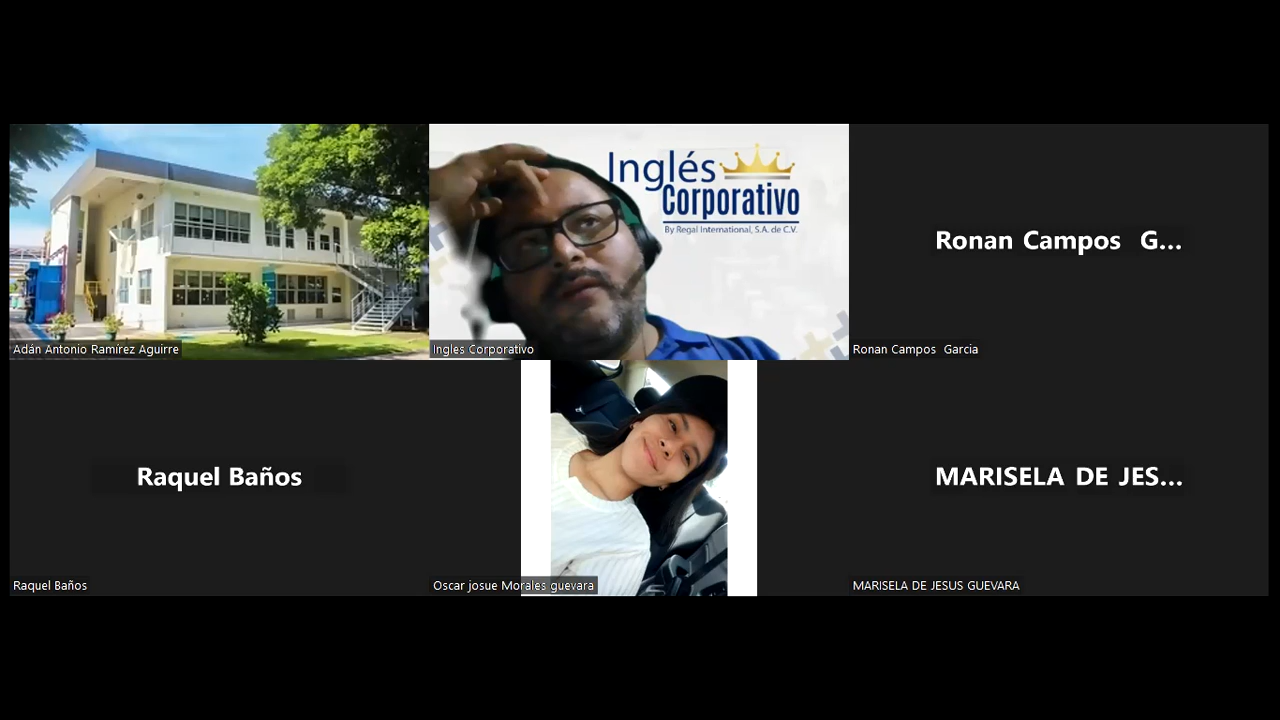 Adán Antonio Ramírez Aguirre
Inglés
Corporativo
By Regal International, S.A. de C.V.
Ingles Corporativo
Ronan Campos G...
Ronan Campos Garcia
Raquel Baños
Raquel Baños
Oscar josue Morales guevara
MARISELA DE JES...
MARISELA DE JESUS GUEVARA